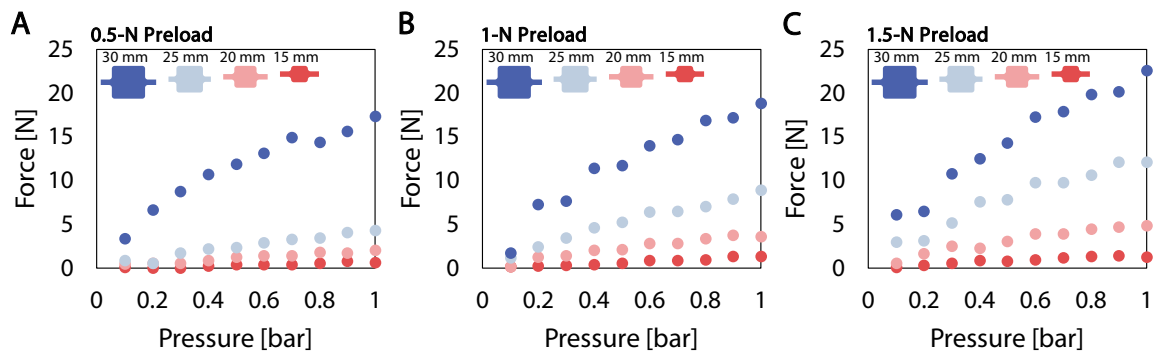 A
0.5-N Preload
30 mm 25 mm 20 mm 15 mm
25
20
15
10
5
0
Force [N]
0 0.2 0.4 0.6 0.8 1
Pressure [bar]
B
1-N Preload
30 mm 25 mm 20 mm 15 mm
25
20
15
10
5
0
Force [N]
0 0.2 0.4 0.6 0.8 1
Pressure [bar]
C
1.5-N Preload
30 mm 25 mm 20 mm 15 mm
25
20
15
10
5
0
Force [N]
0 0.2 0.4 0.6 0.8 1
Pressure [bar]